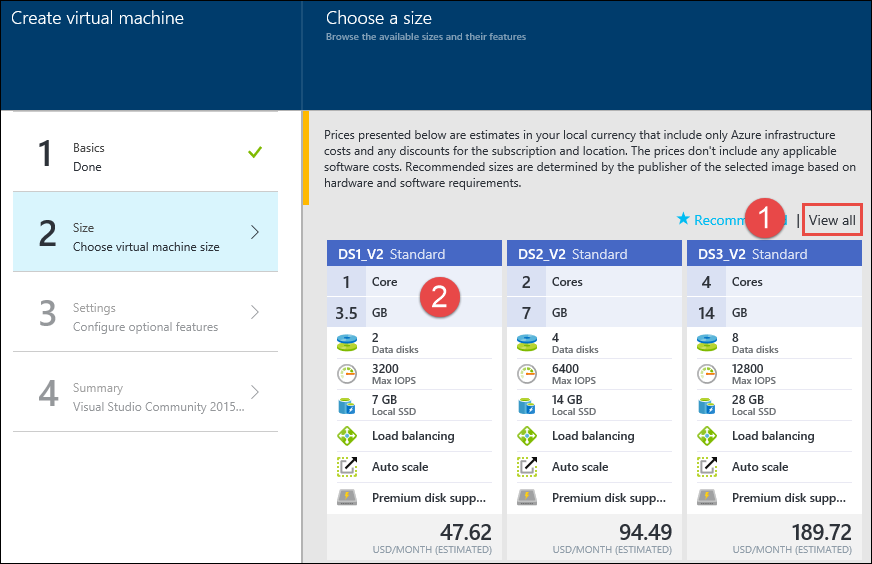 Create virtual machine
Choose a size
Browse the available sizes and their features
1
Basics
Done
2
Size
Choose virtual machine size
3
Settings
Configure optional features
4
Summary
Visual Studio Community 2015...
Prices presented below are estimates in your local currency that include only Azure infrastructure
costs and any discounts for the subscription and location. The prices don't include any applicable
software costs. Recommended sizes are determined by the publisher of the selected image based on
hardware and software requirements.
1 | View all
DS1_V2 Standard
1 Core
2
3.5 GB
2
Data disks
3200
Max IOPS
7 GB
Local SSD
Load balancing
Auto scale
Premium disk supp...
47.62
USD/MONTH (ESTIMATED)
DS2_V2 Standard
2 Cores
7 GB
4
Data disks
6400
Max IOPS
14 GB
Local SSD
Load balancing
Auto scale
Premium disk supp...
94.49
USD/MONTH (ESTIMATED)
DS3_V2 Standard
4 Cores
14 GB
8
Data disks
12800
Max IOPS
28 GB
Local SSD
Load balancing
Auto scale
Premium disk supp...
189.72
USD/MONTH (ESTIMATED)